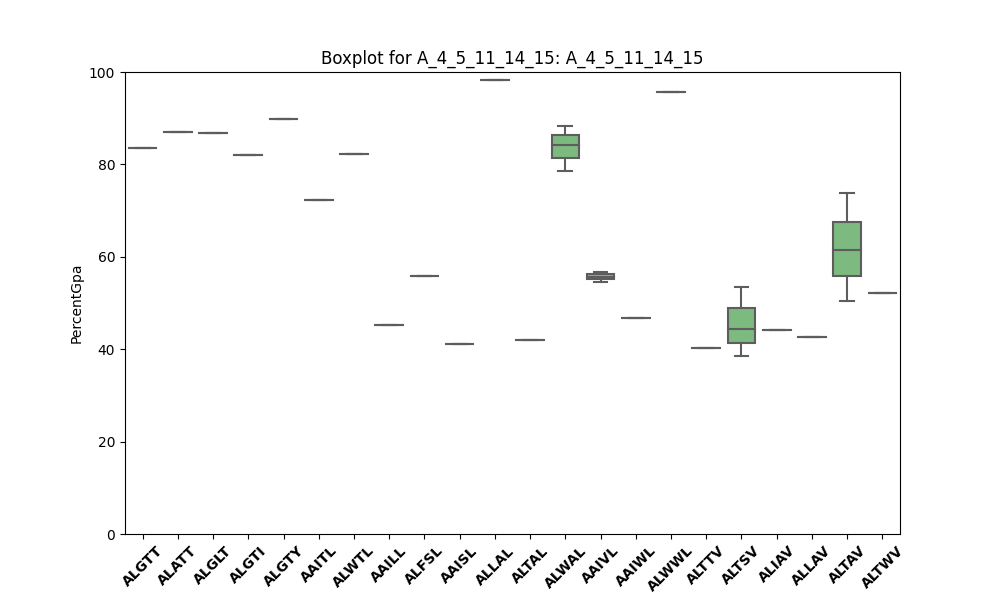 Boxplot for A_4_5_11_14_15: A_4_5_11_14_15
PercentGpa
100
80
60
40
20
0
ALGTT ALATT ALGLT ALGTI ALGTY AAITL ALWTL AAILL ALFSL AAISL ALLAL ALTAL ALWAL AAIVL AAIWL ALWWL ALTTV ALTSV ALIAV ALLAV ALTAV ALTWV